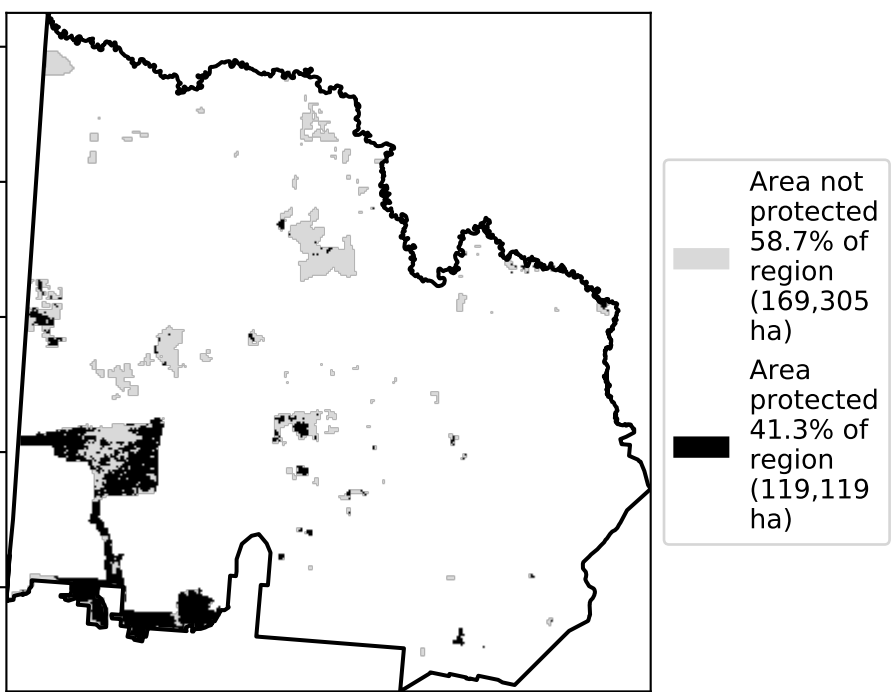 Area not
protected
58.7% of
region
(169,305
ha)
Area
protected
41.3% of
region
(119,119
ha)